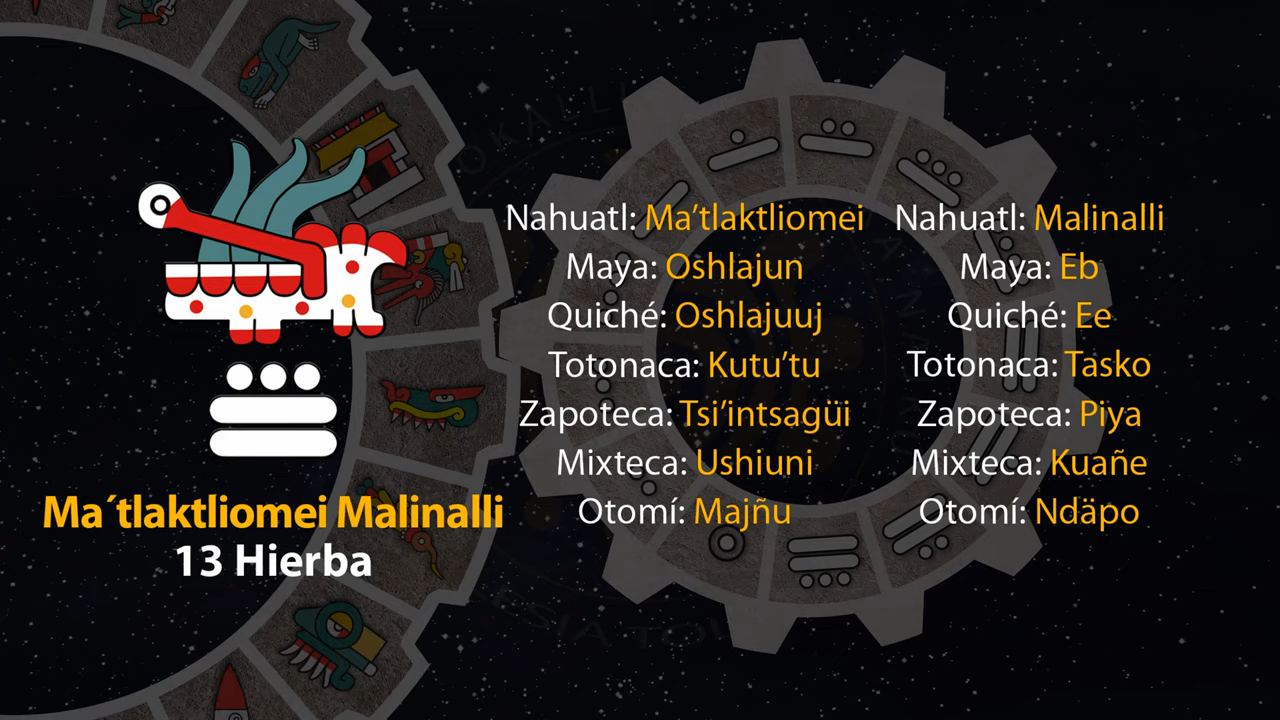 Nahuatl: Ma’tlaktliomei
Maya: Oshlajun
Quiché: Oshlajuuj
Totonaca: Kutu’tu
Zapoteca: Tsi’intsagüi
Mixteca: Ushiuni
Otomí: Majñu
Nahuatl: Malinalli
Maya: Eb
Quiché: Ee
Totonaca: Tasko
Zapoteca: Piya
Mixteca: Kuañe
Otomí: Ndäpo
Ma´tlaktliomei Malinalli
13 Hierba